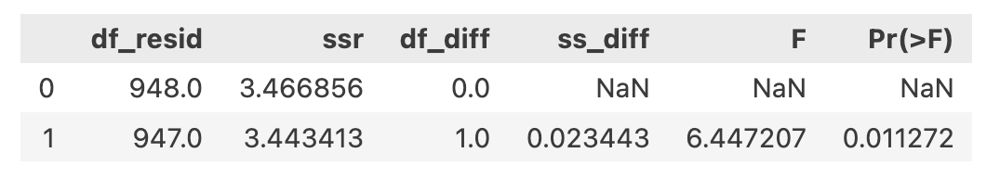 df_resid ssr df_diff ss_diff F Pr(>F)
0 948.0 3.466856 0.0 NaN NaN NaN
1 947.0 3.443413 1.0 0.023443 6.447207 0.011272